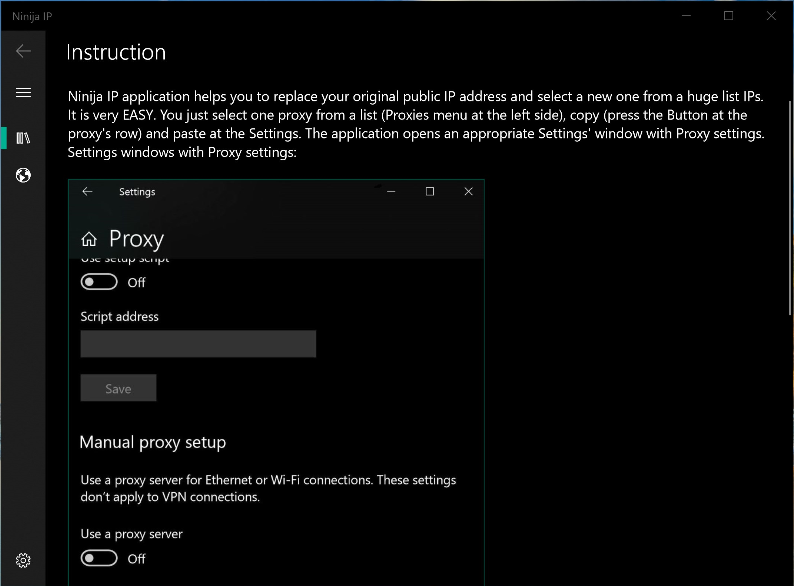 Ninija IP
Instruction
Ninija IP application helps you to replace your original public IP address and select a new one from a huge list IPs.
It is very EASY. You just select one proxy from a list (Proxies menu at the left side), copy (press the Button at the
proxy's row) and paste at the Settings. The application opens an appropriate Settings' window with Proxy settings.
Settings windows with Proxy settings:
Settings
Proxy
Use setup script
Off
Script address
Save
Manual proxy setup
Use a proxy server for Ethernet or Wi-Fi connections. These settings
don't apply to VPN connections.
Use a proxy server
Off